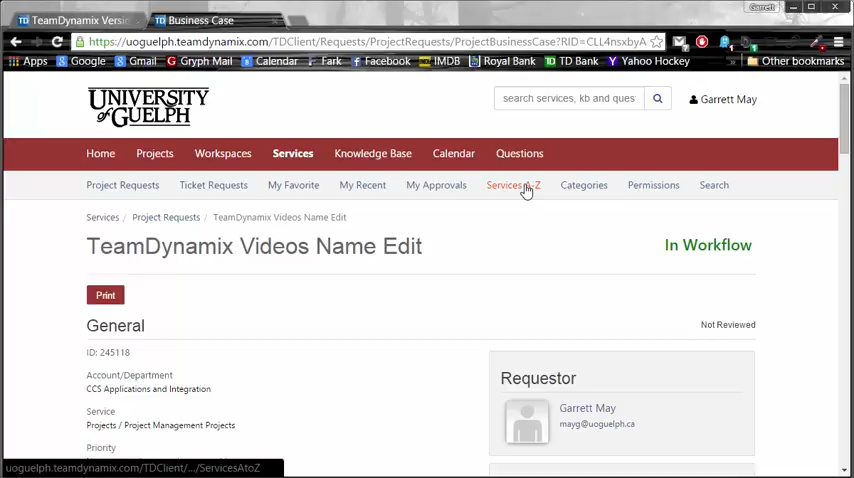 Garrett
TeamDynamix Versi
Business Case
https://uoguelph.teamdynamix.com/TDClient/Requests/ProjectRequests/ProjectBusinessCase?RID=CLL4nsxbyA
Apps Google Gmail Gryph Mail Calendar Fark Facebook IMDB Royal Bank TD Bank Yahoo Hockey » Other bookmarks
UNIVERSITY
of GUELPH
search services, kb and ques
Garrett May
Home Projects Workspaces Services Knowledge Base Calendar Questions
Project Requests Ticket Requests My Favorite My Recent My Approvals Services A-Z Categories Permissions Search
Services / Project Requests / TeamDynamix Videos Name Edit
TeamDynamix Videos Name Edit
In Workflow
Print
General
Not Reviewed
ID: 245118
Account/Department
CCS Applications and Integration
Service
Projects / Project Management Projects
Priority
Requestor
Garrett May
mayg@uoguelph.ca
uoguelph.teamdynamix.com/TDClient/.../ServicesAtoZ